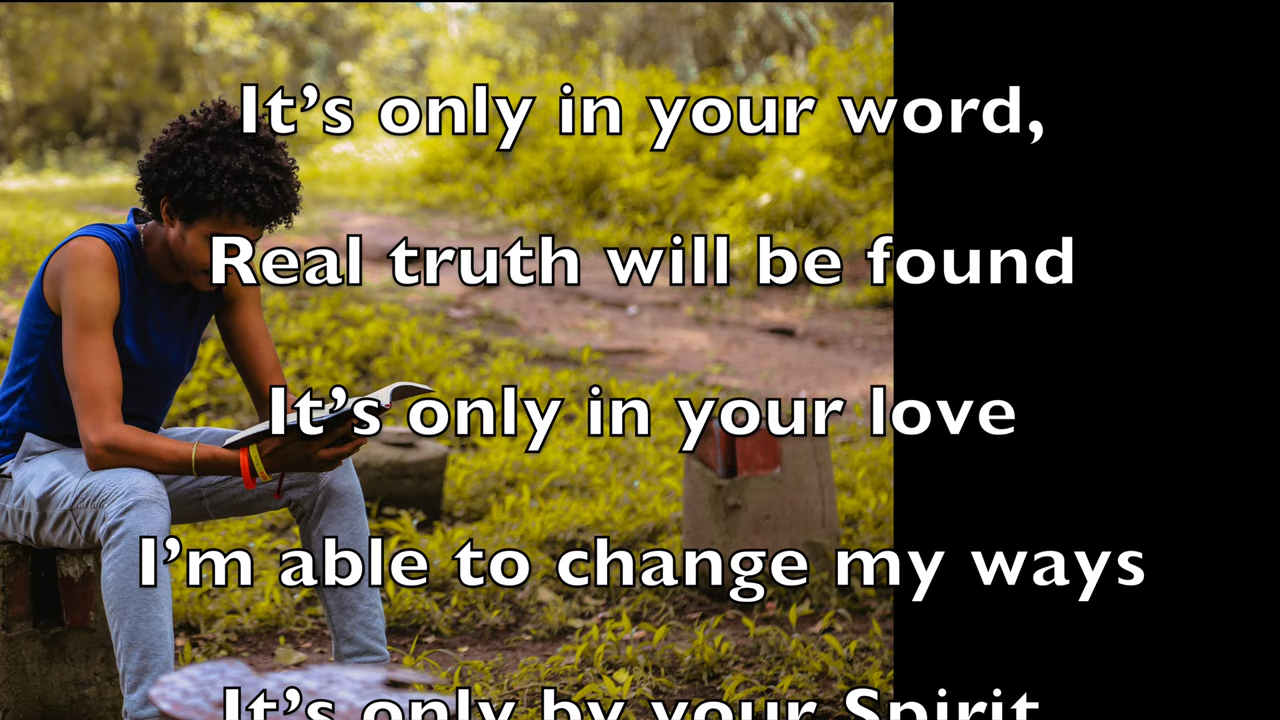 It’s only in your word,
Real truth will be found
It’s only in your love
I’m able to change my ways
It’s only by your Spirit